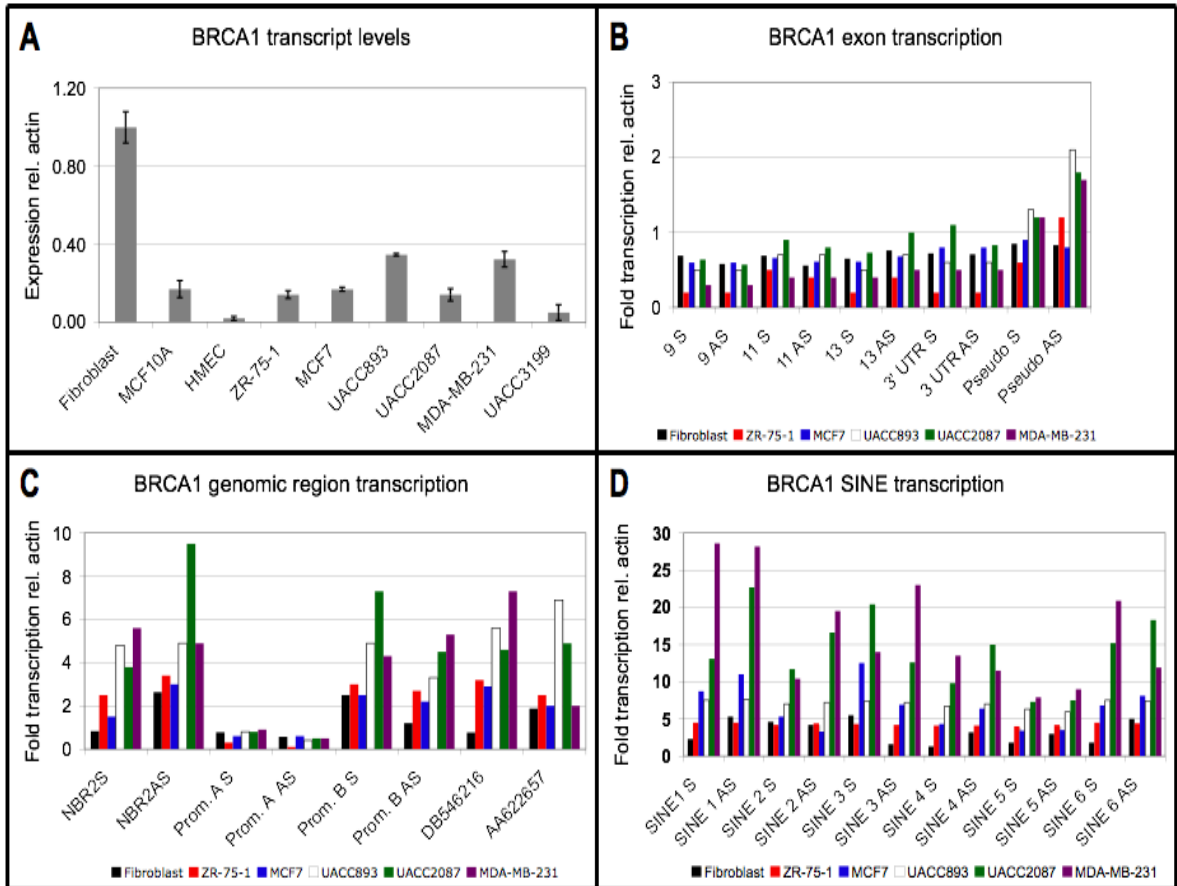 A
BRCA1 transcript levels
Expression rel. actin
1.20
0.80
0.40
0.00
Fibroblast
MCF10A
HMEC
ZR-75-1
MCF7
UACC893
UACC2087
MDA-MB-231
UACC3199
B
BRCA1 exon transcription
Fold transcription rel. actin
3
2
1
0
9 S
9 AS
11 S
11 AS
13 S
13 AS
3' UTR S
3 UTR AS
Pseudo S
Pseudo AS
Fibroblast ZR-75-1 MCF7 UACC893 UACC2087 MDA-MB-231
C
BRCA1 genomic region transcription
Fold transcription rel. actin
10
8
6
4
2
0
NBR2S
NBR2AS
Prom. A S
Prom. A AS
Prom. B S
Prom. B AS
DB546216
AA622657
Fibroblast ZR-75-1 MCF7 UACC893 UACC2087 MDA-MB-231
D
BRCA1 SINE transcription
Fold transcription rel. actin
30
25
20
15
10
5
0
SINE1 S
SINE 1 AS
SINE 2 S
SINE 2 AS
SINE 3 S
SINE 3 AS
SINE 4 S
SINE 4 AS
SINE 5 S
SINE 5 AS
SINE 6 S
SINE 6 AS
Fibroblast ZR-75-1 MCF7 UACC893 UACC2087 MDA-MB-231